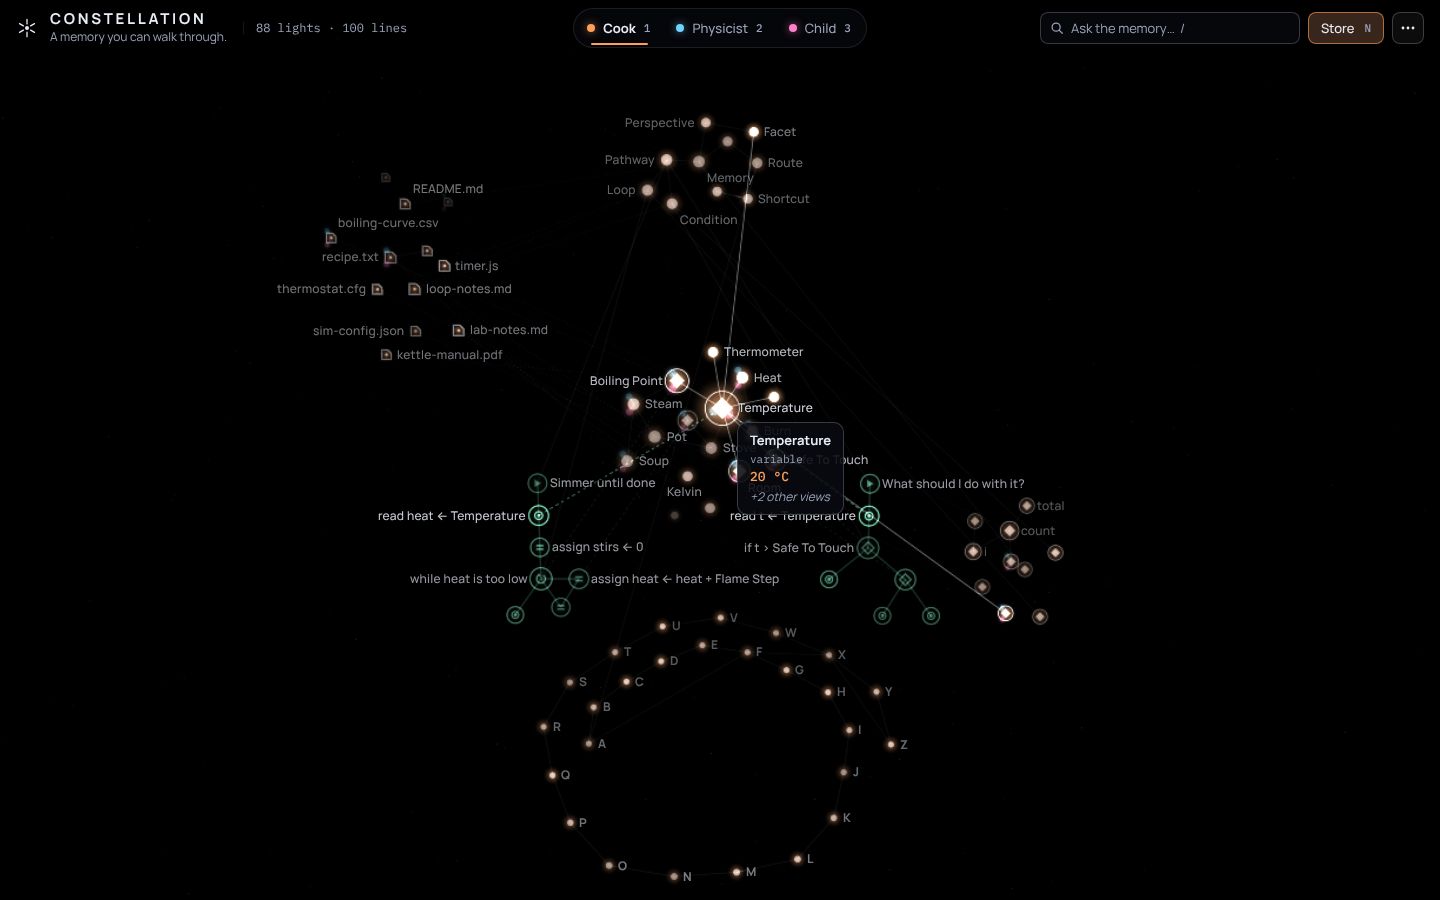 CONSTELLATION
A memory you can walk through.
88 lights · 100 lines
Cook 1
Physicist 2
Child 3
Ask the memory… /
Store N
Perspective
Facet
Pathway
Route
Memory
Loop
Shortcut
Condition
README.md
boiling-curve.csv
recipe.txt
timer.js
thermostat.cfg
loop-notes.md
sim-config.json
lab-notes.md
kettle-manual.pdf
Thermometer
Boiling Point
Heat
Steam
Temperature
Pot
Burn
Soup
Safe To Touch
Kelvin
Room
Temperature
variable
20 °C
+2 other views
Simmer until done
What should I do with it?
read heat ← Temperature
read t ← Temperature
assign stirs ← 0
if t > Safe To Touch
while heat is too low
assign heat ← heat + Flame Step
total
count
i
U
V
W
T
E
F
X
D
G
S
C
H
Y
B
R
I
A
Z
Q
J
P
K
O
N
M
L